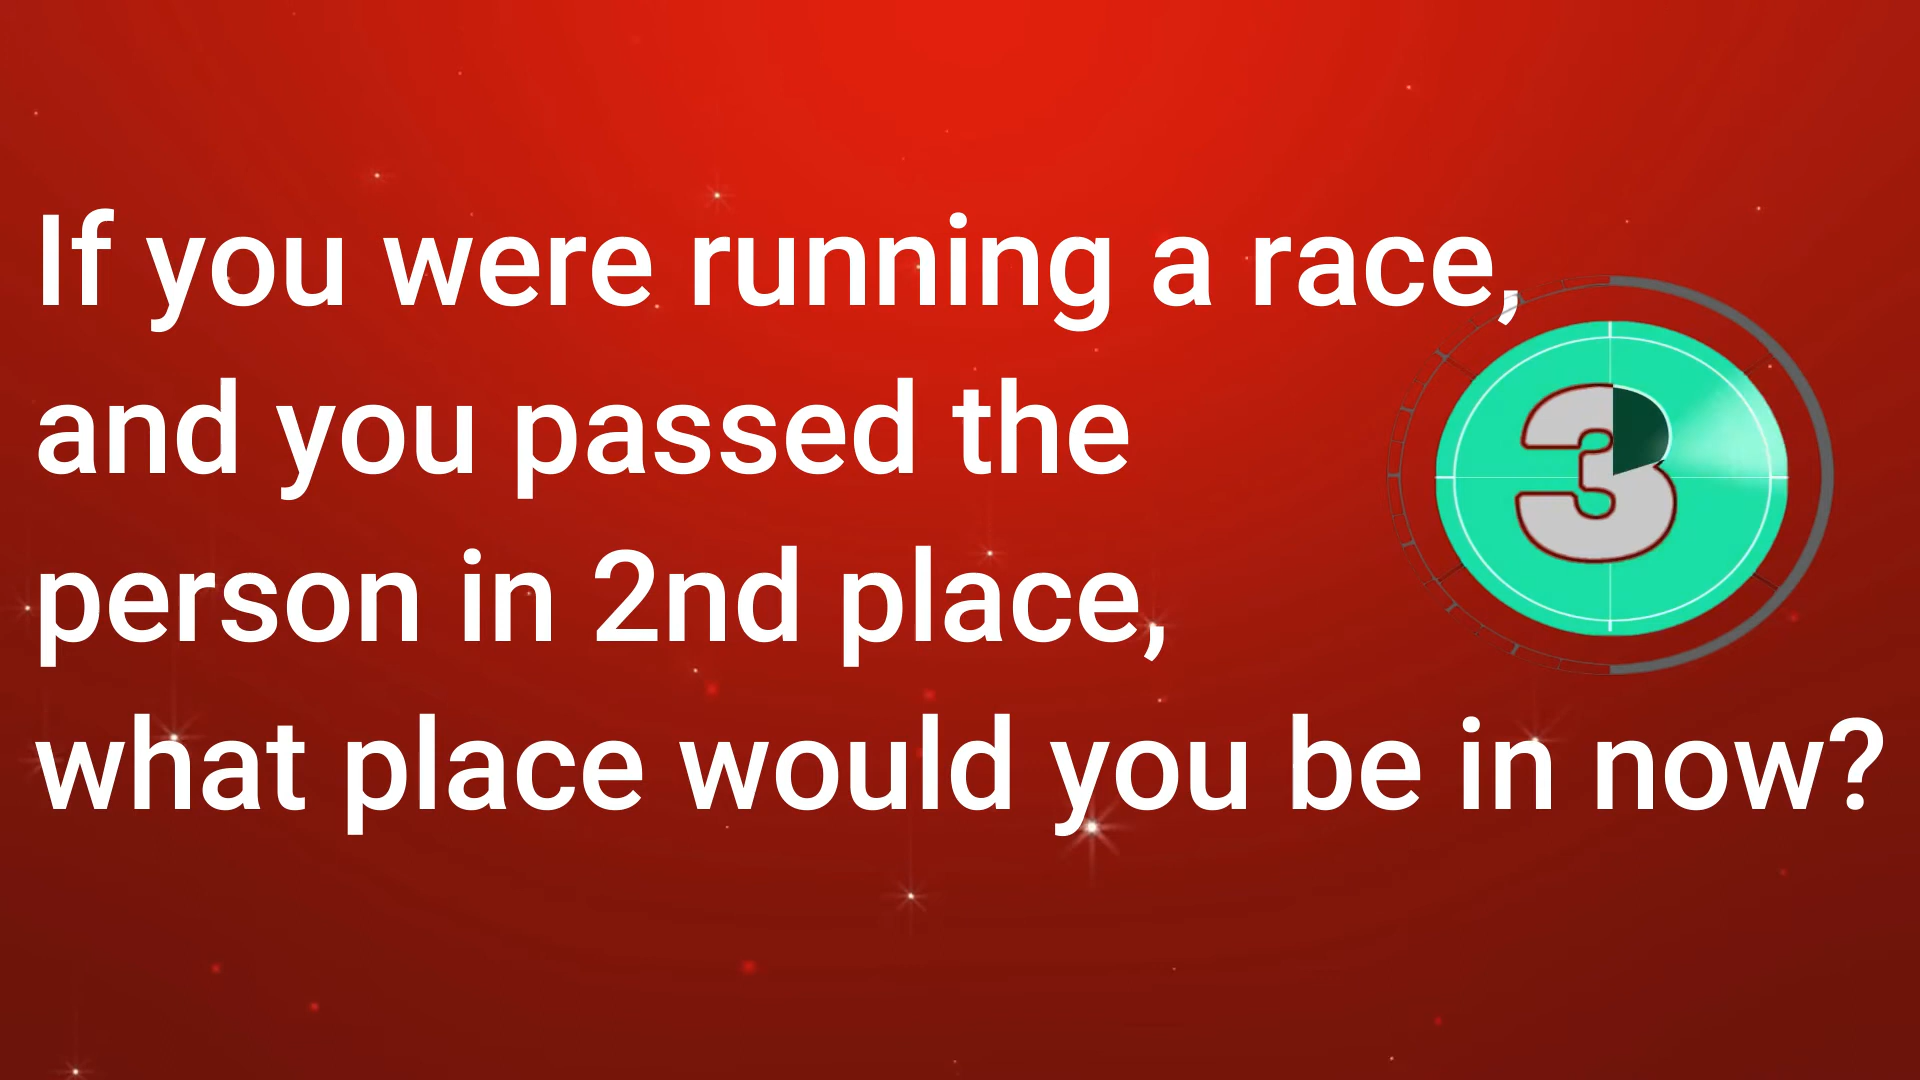 If you were running a race,
and you passed the
person in 2nd place,
what place would you be in now?
3